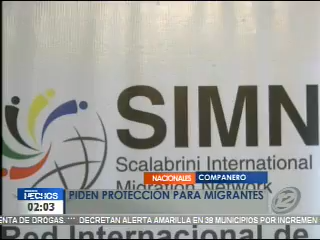 SIMN
Scalabrini International
Migration Network
NACIONALES
COMPANERO
HECHOS
PIDEN PROTECCIÓN PARA MIGRANTES
02:03
12
ENTA DE DROGAS. *** DECRETAN ALERTA AMARILLA EN 38 MUNICIPIOS POR INCREMEN
Red Internacional de